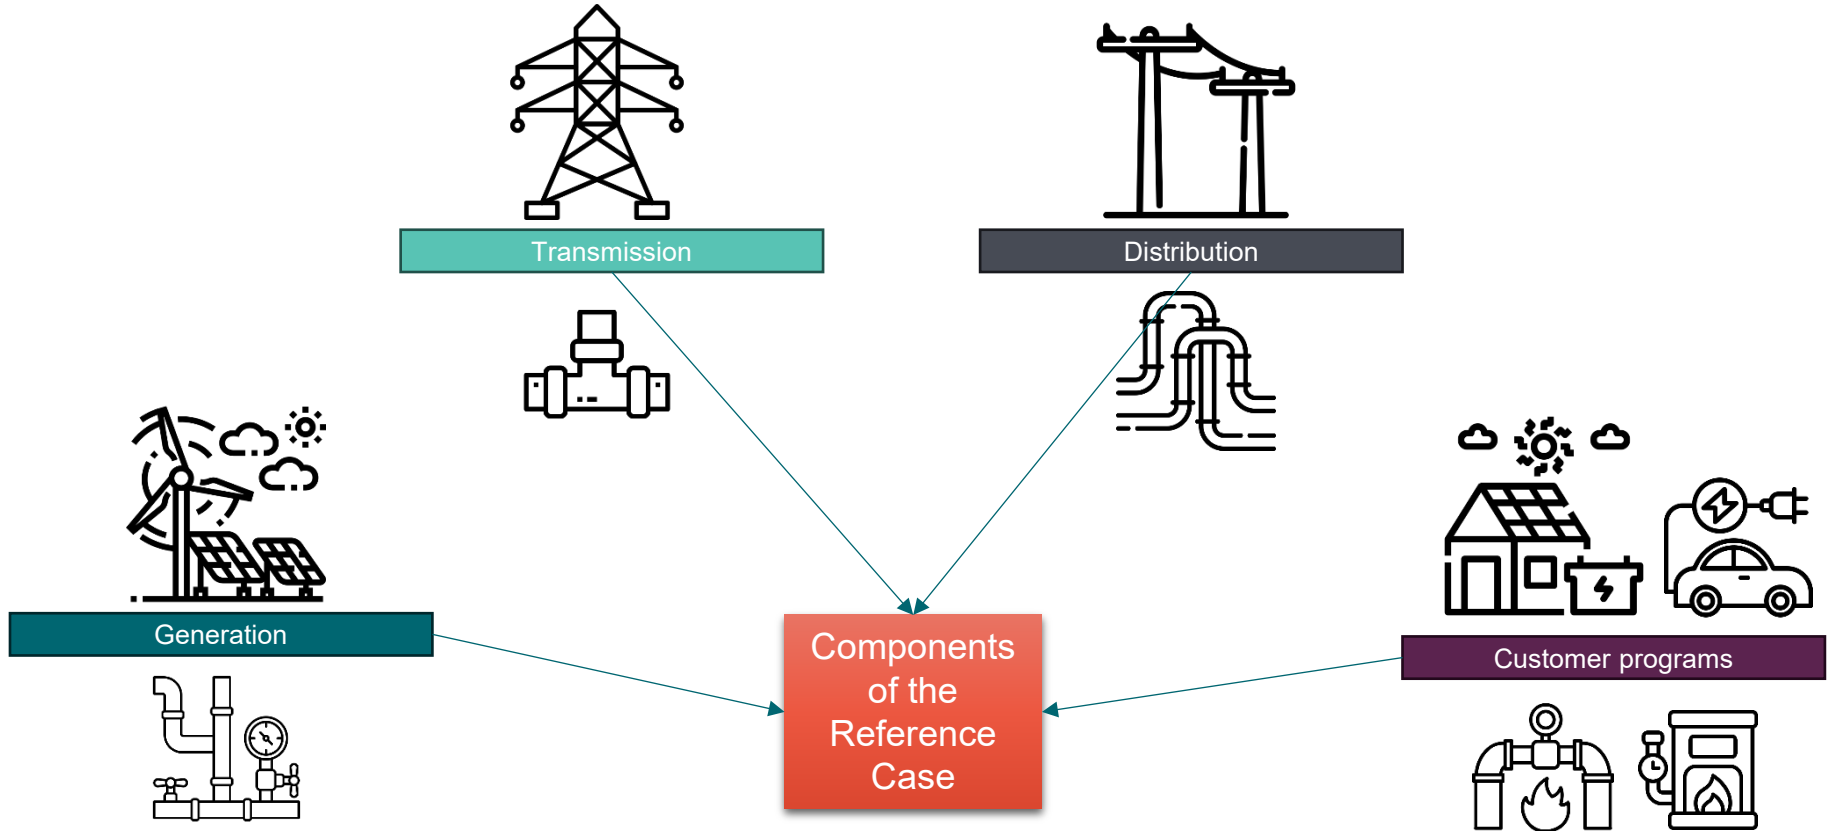 Transmission
Distribution
Generation
Customer programs
Components
of the
Reference
Case